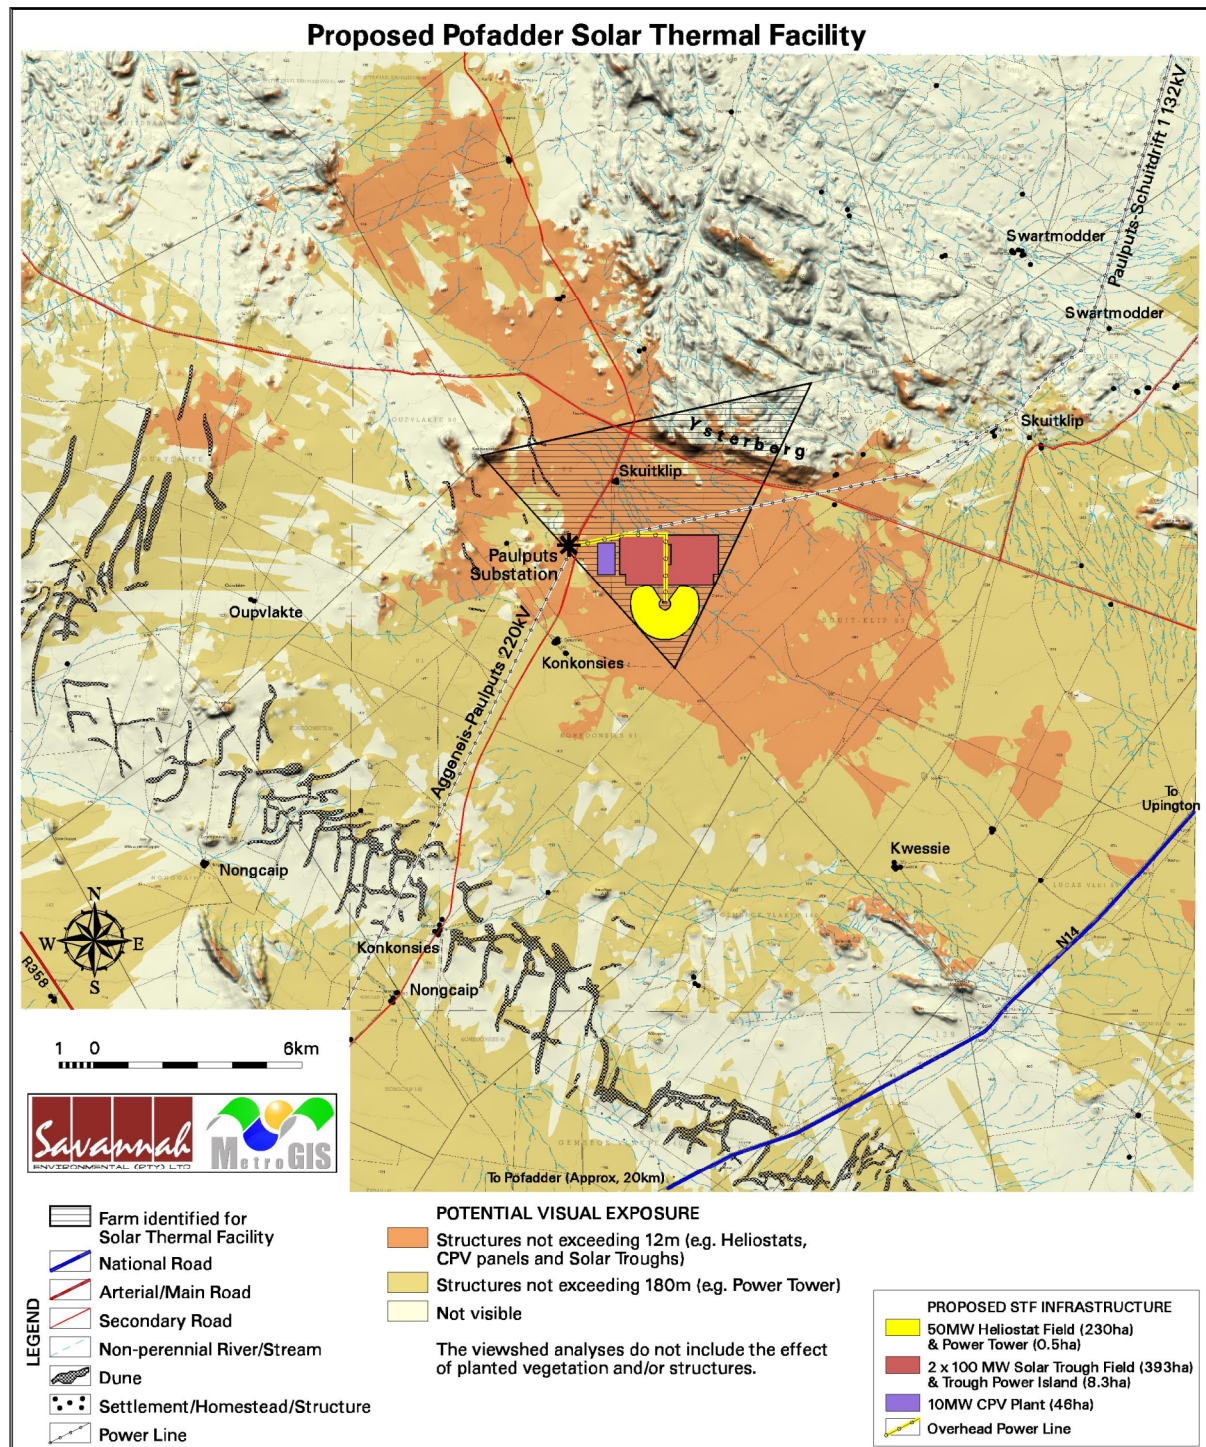 Proposed Pofadder Solar Thermal Facility
Paulputs-Schuitdrift 1 132kV
Swartmodder
Swartmodder
Skuitklip
Ysterberg
Skuitklip
OUPVLAKTE
Paulputs
Substation
Oupvlakte
Konkonsies
Aggeneis-Paulputs 220kV
To
Upington
Kwessie
Nongcaip
N14
Konkonsies
Nongcaip
R358
N
W
E
S
1 0 6km
Savannah
ENVIRONMENTAL (PTY) LTD
MetroGIS
To Pofadder (Approx, 20km)
LEGEND
Farm identified for
Solar Thermal Facility
National Road
Arterial/Main Road
Secondary Road
Non-perennial River/Stream
Dune
Settlement/Homestead/Structure
Power Line
POTENTIAL VISUAL EXPOSURE
Structures not exceeding 12m (e.g. Heliostats,
CPV panels and Solar Troughs)
Structures not exceeding 180m (e.g. Power Tower)
Not visible
The viewshed analyses do not include the effect
of planted vegetation and/or structures.
PROPOSED STF INFRASTRUCTURE
50MW Heliostat Field (230ha)
& Power Tower (0.5ha)
2 x 100 MW Solar Trough Field (393ha)
& Trough Power Island (8.3ha)
10MW CPV Plant (46ha)
Overhead Power Line